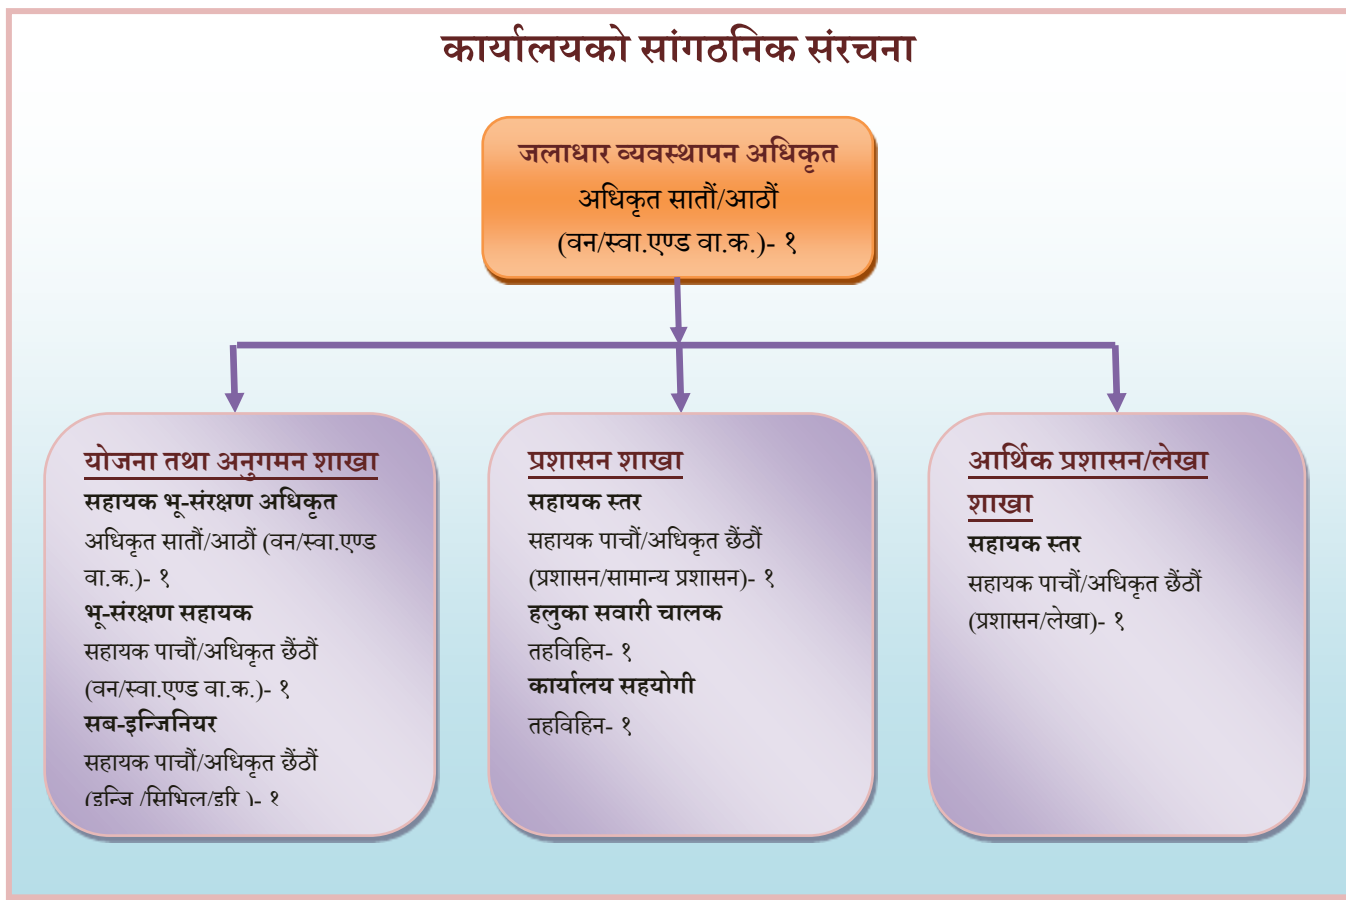 कार्यालयको सांगठनिक संरचना
जलाधार व्यवस्थापन अधिकृत
अधिकृत सातौं/आठौं
(वन/स्वा.एण्ड वा.क.)- १
योजना तथा अनुगमन शाखा
सहायक भू-संरक्षण अधिकृत
अधिकृत सातौं/आठौं (वन/स्वा.एण्ड
वा.क.)- १
भू-संरक्षण सहायक
सहायक पाचौं/अधिकृत छैंठौं
(वन/स्वा.एण्ड वा.क.)- १
सब-इन्जिनियर
सहायक पाचौं/अधिकृत छैंठौं
(इन्जि /सिभिल/इरि )- १
प्रशासन शाखा
सहायक स्तर
सहायक पाचौं/अधिकृत छैंठौं
(प्रशासन/सामान्य प्रशासन)- १
हलुका सवारी चालक
तहविहिन- १
कार्यालय सहयोगी
तहविहिन- १
आर्थिक प्रशासन/लेखा
शाखा
सहायक स्तर
सहायक पाचौं/अधिकृत छैंठौं
(प्रशासन/लेखा)- १